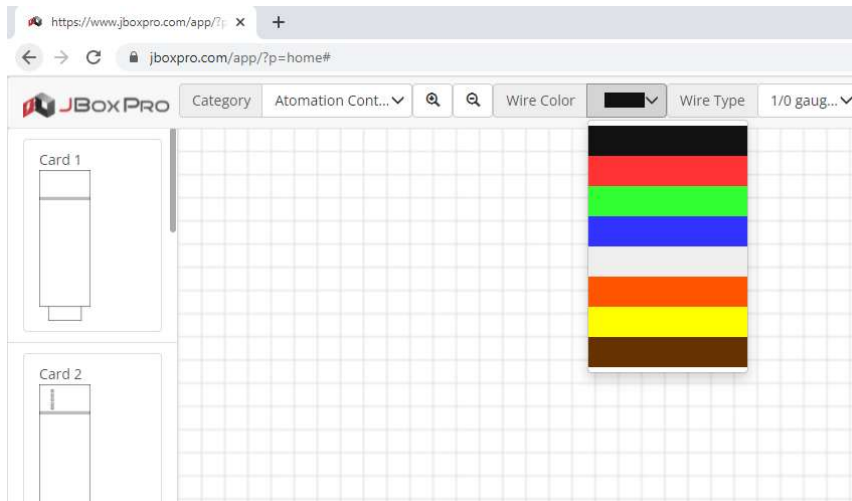 https://www.jboxpro.com/app/?p
jboxpro.com/app/?p=home#
JBOXPRO Category Atomation Cont... Wire Color Wire Type 1/0 gaug...
Card 1
Card 2